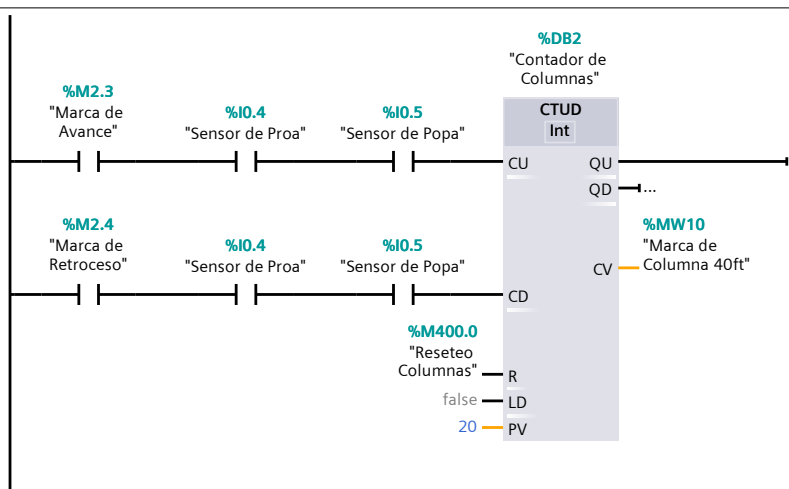 %DB2
"Contador de
Columnas"
%M2.3
"Marca de
Avance"
%I0.4
"Sensor de Proa"
%I0.5
"Sensor de Popa"
CTUD
Int
CU
QU
QD
...
%M2.4
"Marca de
Retroceso"
%I0.4
"Sensor de Proa"
%I0.5
"Sensor de Popa"
%MW10
"Marca de
Columna 40ft"
CV
CD
%M400.0
"Reseteo
Columnas"
R
false
LD
20
PV